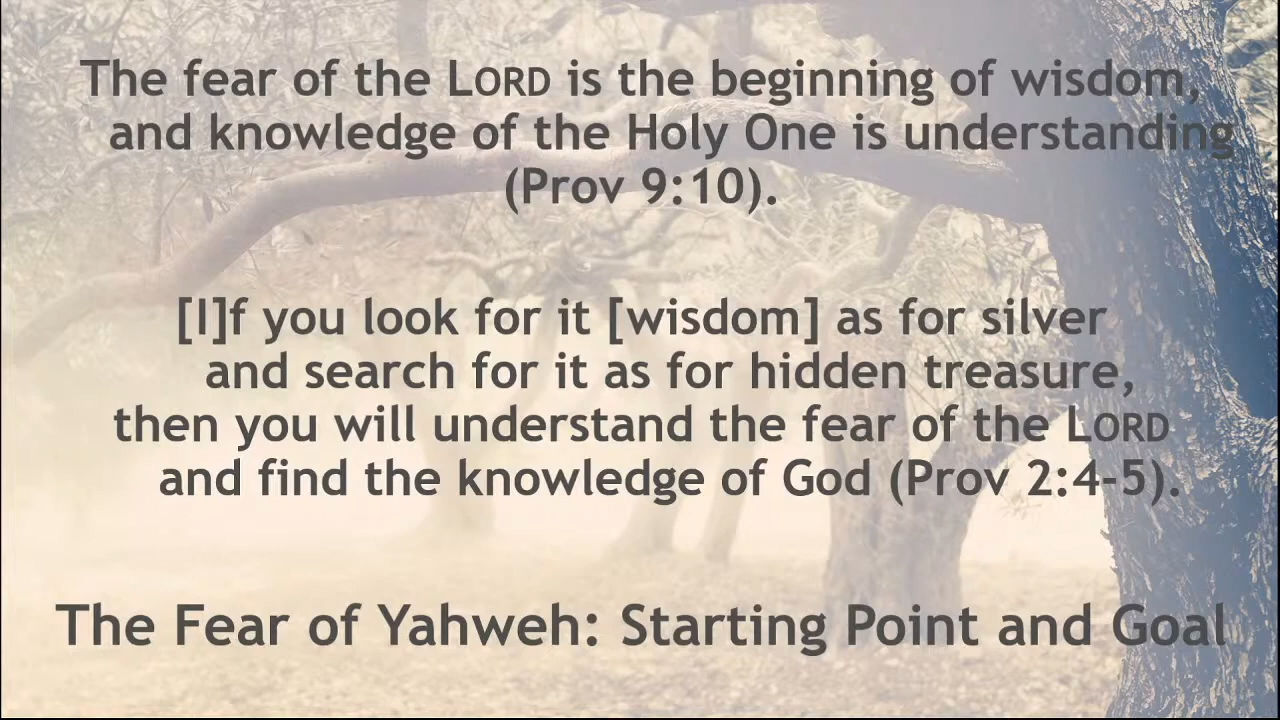 The fear of the LORD is the beginning of wisdom,
and knowledge of the Holy One is understanding
(Prov 9:10).
[I]f you look for it [wisdom] as for silver
and search for it as for hidden treasure,
then you will understand the fear of the LORD
and find the knowledge of God (Prov 2:4-5).
The Fear of Yahweh: Starting Point and Goal